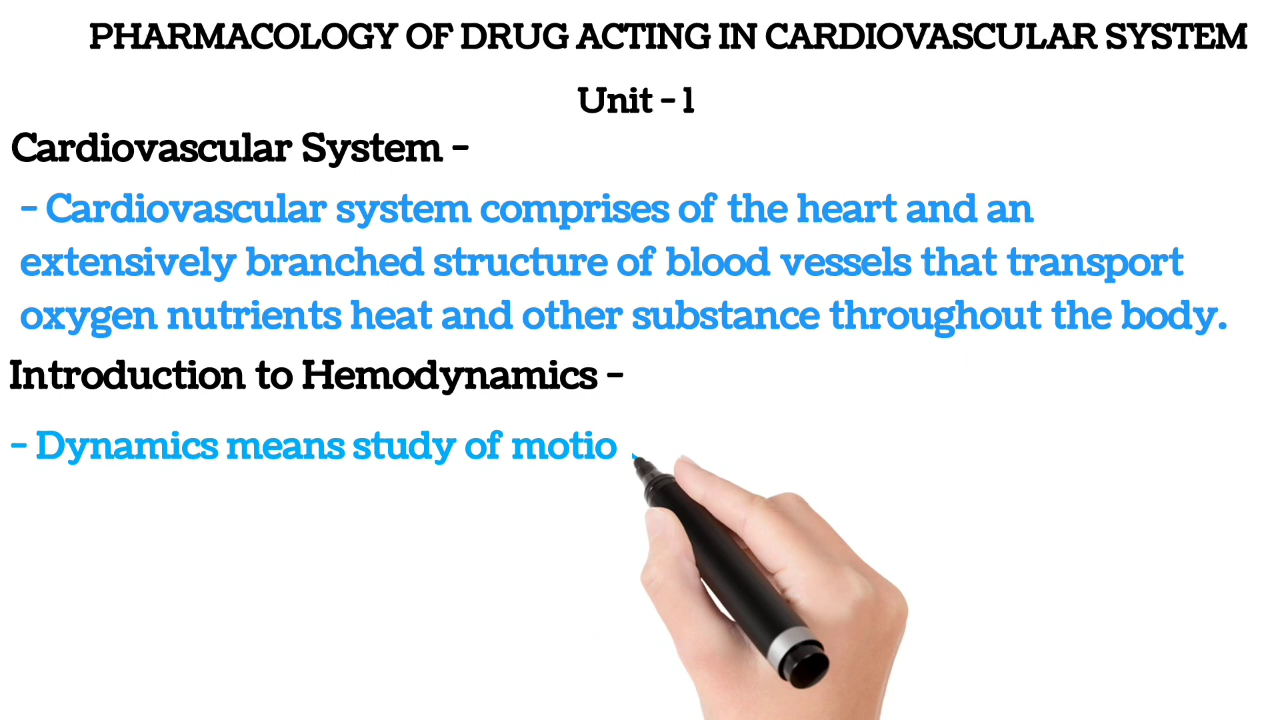 PHARMACOLOGY OF DRUG ACTING IN CARDIOVASCULAR SYSTEM
Unit - 1
Cardiovascular System -
- Cardiovascular system comprises of the heart and an
extensively branched structure of blood vessels that transport
oxygen nutrients heat and other substance throughout the body.
Introduction to Hemodynamics -
- Dynamics means study of motio